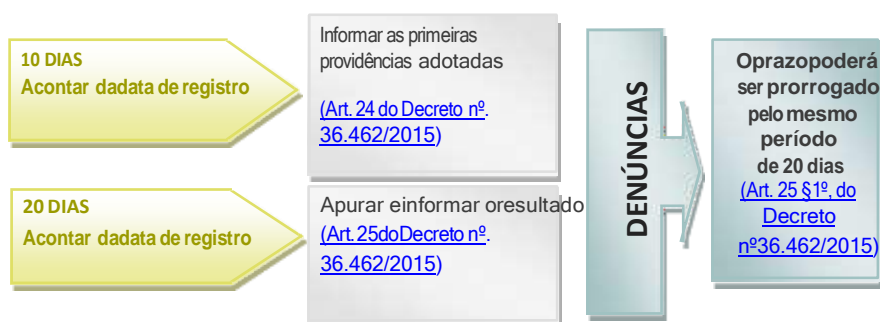 10 DIAS
Acontar dadata de registro
Informar as primeiras
providências adotadas
(Art. 24 do Decreto nº.
36.462/2015)
20 DIAS
Acontar dadata de registro
Apurar einformar oresultado
(Art. 25doDecreto nº.
36.462/2015)
DENÚNCIAS
Oprazopoderá
ser prorrogado
pelo mesmo
período
de 20 dias
(Art. 25 §1º, do
Decreto
nº36.462/2015)